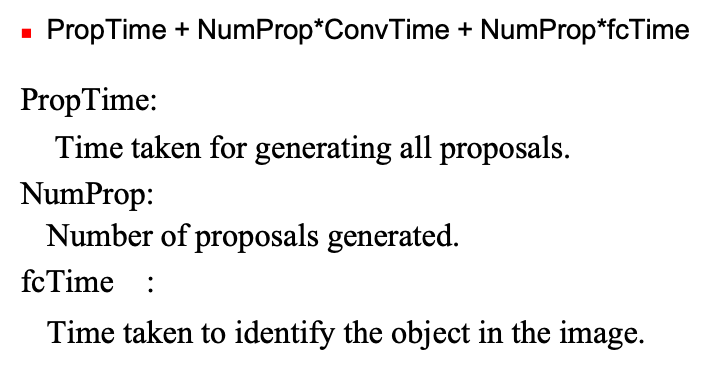 ▪ PropTime + NumProp*ConvTime + NumProp*fcTime
PropTime:
Time taken for generating all proposals.
NumProp:
Number of proposals generated.
fcTime :
Time taken to identify the object in the image.